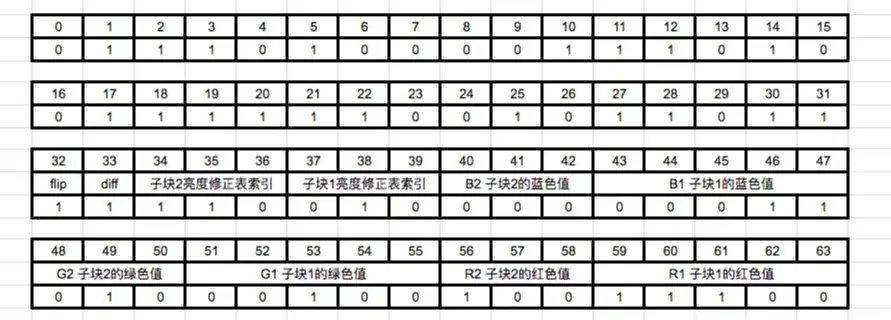 0 1 2 3 4 5 6 7 8 9 10 11 12 13 14 15
0 1 1 1 0 1 0 0 0 0 1 1 1 0 1 0
16 17 18 19 20 21 22 23 24 25 26 27 28 29 30 31
0 1 1 1 1 1 1 0 0 1 0 1 1 0 1 1
32 33 34 35 36 37 38 39 40 41 42 43 44 45 46 47
flip diff 子块2亮度修正表索引 子块1亮度修正表索引 B2 子块2的蓝色值 B1 子块1的蓝色值
1 1 1 1 0 0 1 0 0 0 0 0 0 0 1 1
48 49 50 51 52 53 54 55 56 57 58 59 60 61 62 63
G2 子块2的绿色值 G1 子块1的绿色值 R2 子块2的红色值 R1 子块1的红色值
0 1 0 0 0 1 0 0 1 0 0 1 1 1 0 0